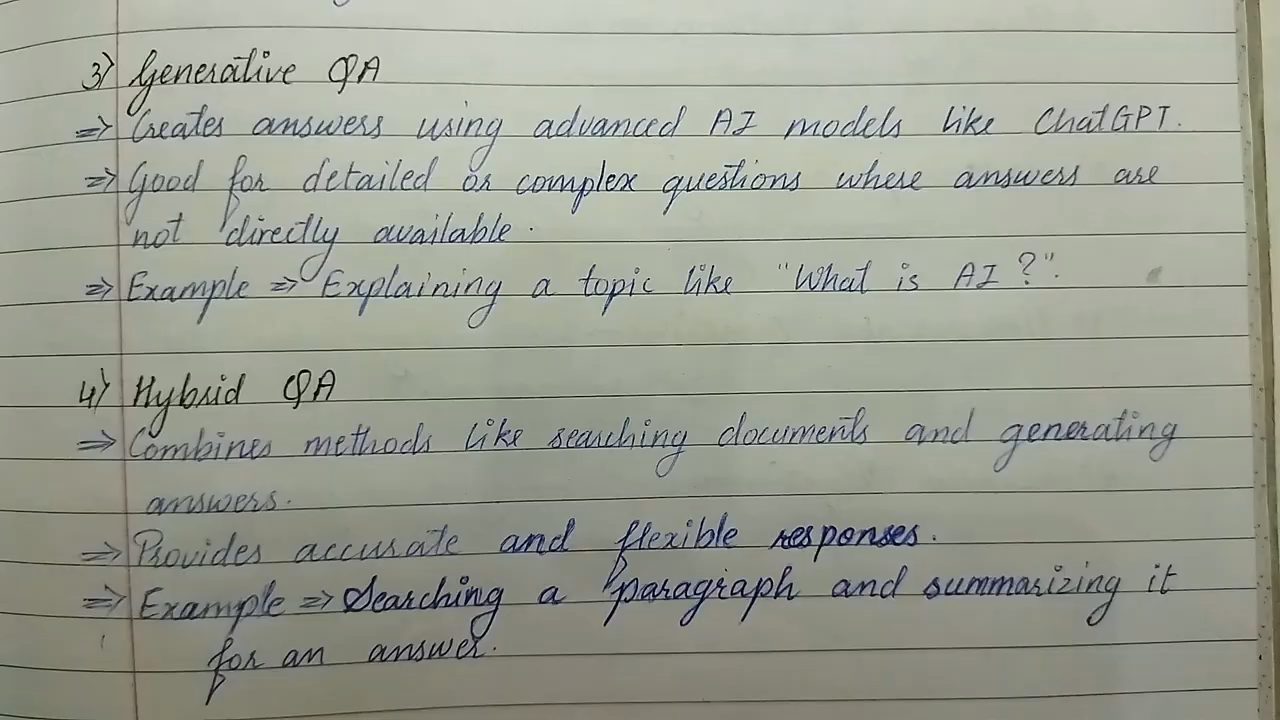 3) Generative QA
=> Creates answers using advanced AI models like ChatGPT.
=> Good for detailed or complex questions where answers are
not directly available.
=> Example => Explaining a topic like "What is AI?".
4) Hybrid QA
=> Combines methods like searching documents and generating
answers.
=> Provides accurate and flexible responses.
=> Example => Searching a paragraph and summarizing it
for an answer.